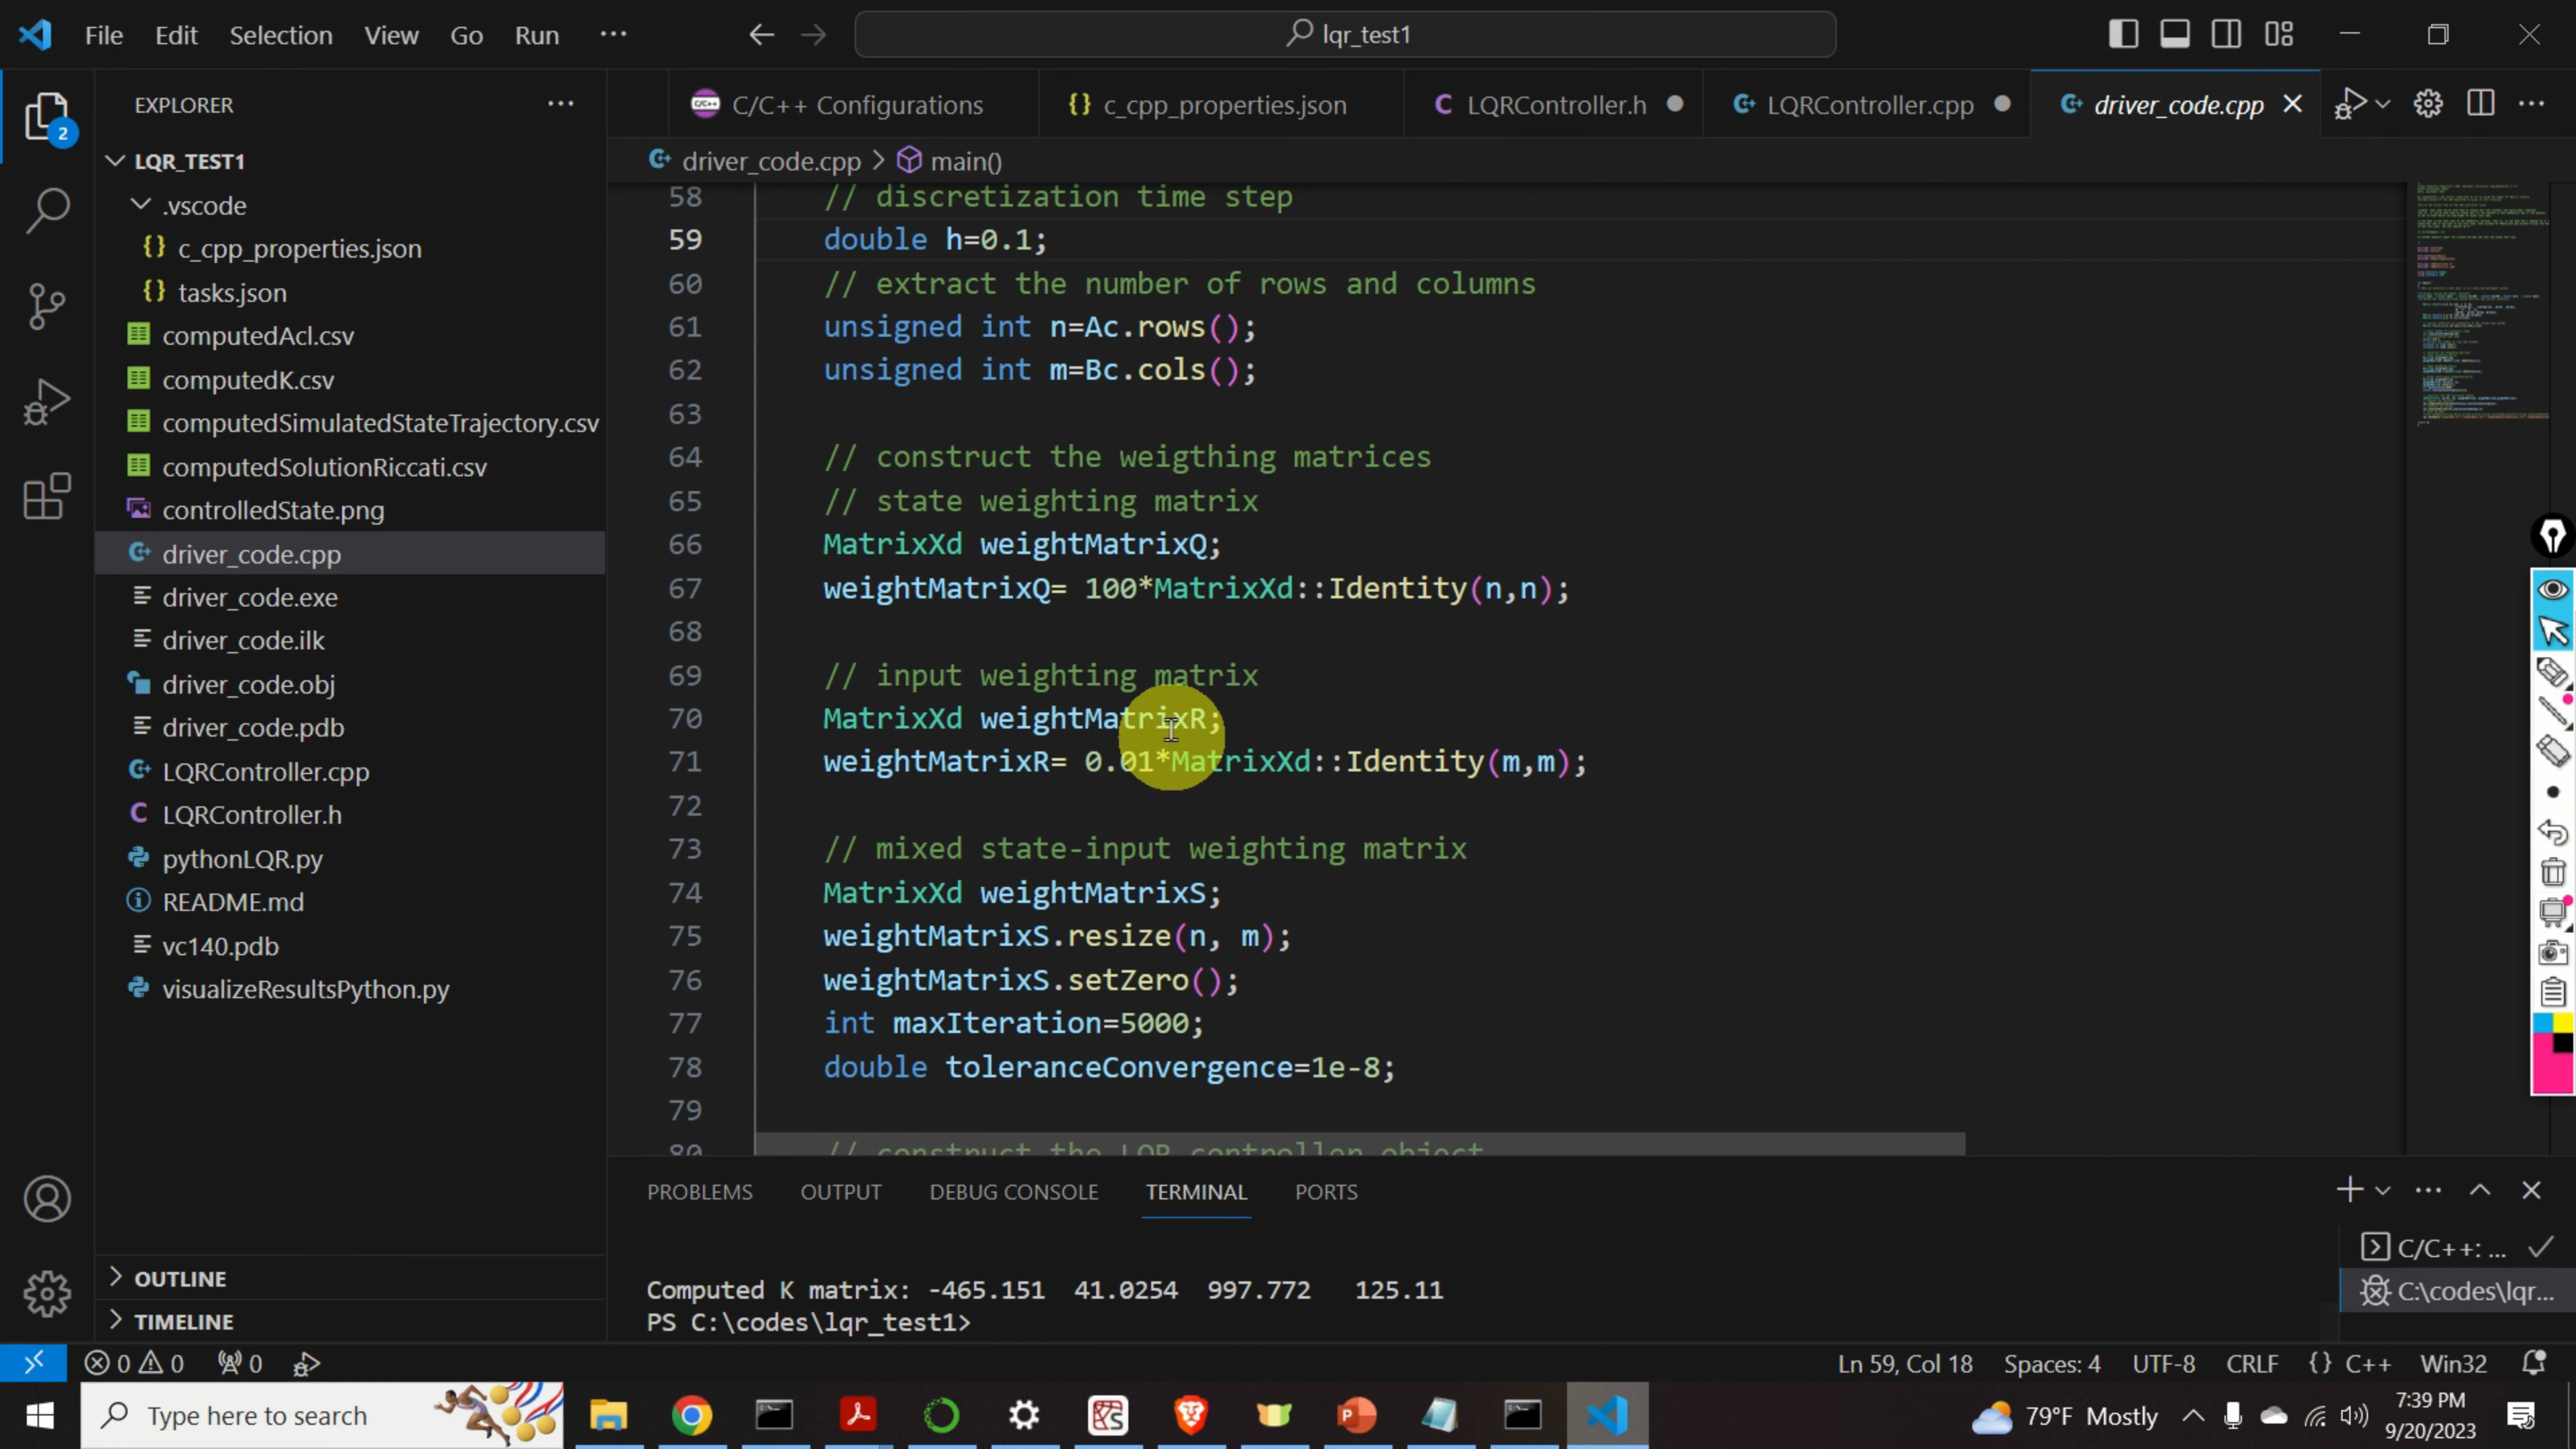 File Edit Selection View Go Run ···
lqr_test1
EXPLORER ···
C/C++ Configurations
{} c_cpp_properties.json
C LQRController.h
LQRController.cpp
driver_code.cpp
2
LQR_TEST1
.vscode
{} c_cpp_properties.json
{} tasks.json
computedAcl.csv
computedK.csv
computedSimulatedStateTrajectory.csv
computedSolutionRiccati.csv
controlledState.png
driver_code.cpp
driver_code.exe
driver_code.ilk
driver_code.obj
driver_code.pdb
LQRController.cpp
C LQRController.h
pythonLQR.py
README.md
vc140.pdb
visualizeResultsPython.py
OUTLINE
TIMELINE
driver_code.cpp > main()
58 // discretization time step
59 double h=0.1;
60 // extract the number of rows and columns
61 unsigned int n=Ac.rows();
62 unsigned int m=Bc.cols();
63
64 // construct the weigthing matrices
65 // state weighting matrix
66 MatrixXd weightMatrixQ;
67 weightMatrixQ= 100*MatrixXd::Identity(n,n);
68
69 // input weighting matrix
70 MatrixXd weightMatrixR;
71 weightMatrixR= 0.01*MatrixXd::Identity(m,m);
72
73 // mixed state-input weighting matrix
74 MatrixXd weightMatrixS;
75 weightMatrixS.resize(n, m);
76 weightMatrixS.setZero();
77 int maxIteration=5000;
78 double toleranceConvergence=1e-8;
79
80 // construct the LQR controller object
PROBLEMS OUTPUT DEBUG CONSOLE TERMINAL PORTS
C/C++: ...
C:\codes\lqr...
Computed K matrix: -465.151 41.0254 997.772 125.11
PS C:\codes\lqr_test1>
0 0 0
Ln 59, Col 18 Spaces: 4 UTF-8 CRLF {} C++ Win32
Type here to search
79°F Mostly
7:39 PM
9/20/2023